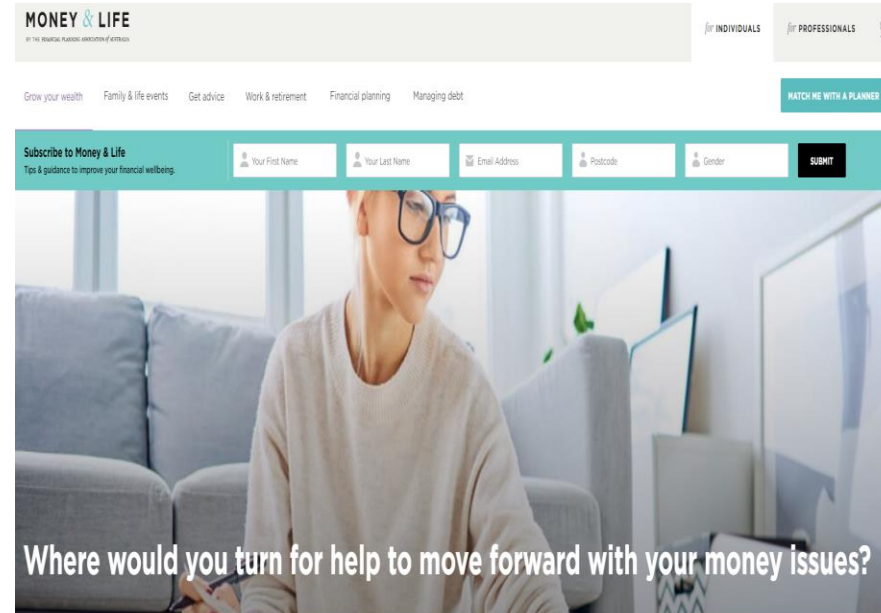 MONEY & LIFE
BY THE FINANCIAL PLANNING ASSOCIATION of AUSTRALIA
for INDIVIDUALS
for PROFESSIONALS
Grow your wealth
Family & life events
Get advice
Work & retirement
Financial planning
Managing debt
MATCH ME WITH A PLANNER
Subscribe to Money & Life
Tips & guidance to improve your financial wellbeing.
Your First Name
Your Last Name
Email Address
Postcode
Gender
SUBMIT
Where would you turn for help to move forward with your money issues?